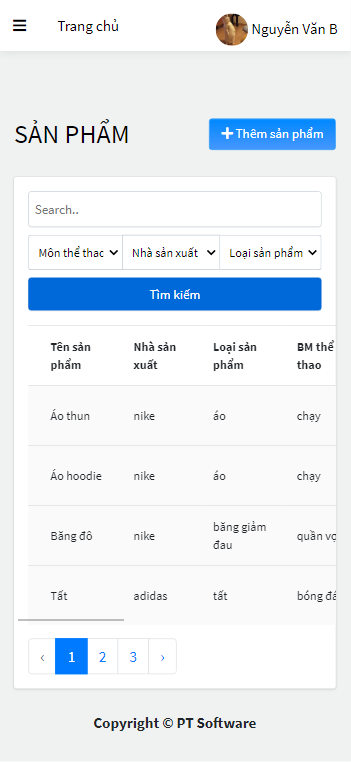 Trang chủ
Nguyễn Văn B
SẢN PHẨM
Thêm sản phẩm
Search..
Môn thể thao
Nhà sản xuất
Loại sản phẩm
Tìm kiếm
Tên sản phẩm
Nhà sản xuất
Loại sản phẩm
BM thể thao
Áo thun
nike
áo
chạy
Áo hoodie
nike
áo
chạy
Băng đô
nike
băng giảm đau
quần vợ
Tất
adidas
tất
bóng đá
‹ 1 2 3 ›
Copyright © PT Software